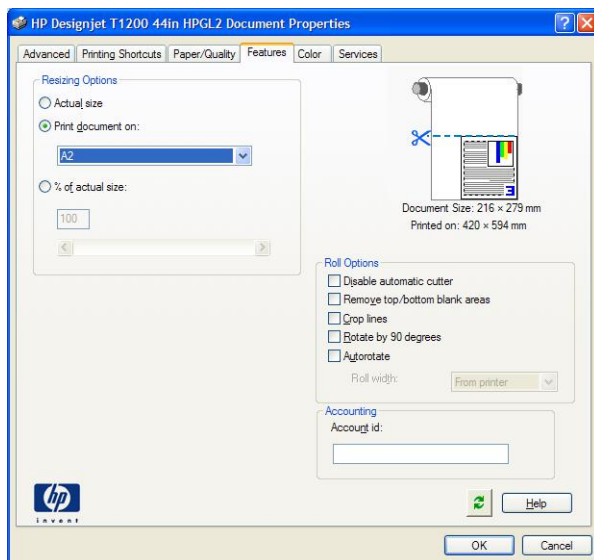 HP Designjet T1200 44in HPGL2 Document Properties
Advanced Printing Shortcuts Paper/Quality Features Color Services
Resizing Options
Actual size
Print document on:
A2
% of actual size:
100
Document Size: 216 × 279 mm
Printed on: 420 × 594 mm
Roll Options
Disable automatic cutter
Remove top/bottom blank areas
Crop lines
Rotate by 90 degrees
Autorotate
Roll width: From printer
Accounting
Account id:
hp
invent
Help
OK Cancel